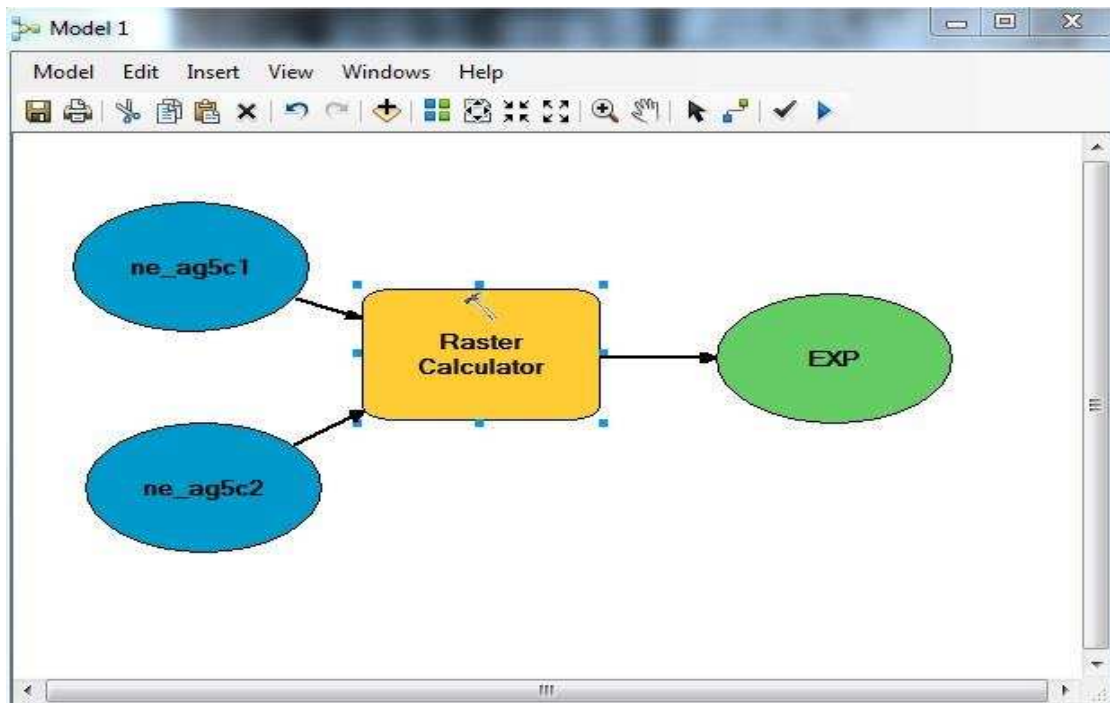 Model 1
Model Edit Insert View Windows Help
ne_ag5c1
Raster
Calculator
EXP
ne_ag5c2